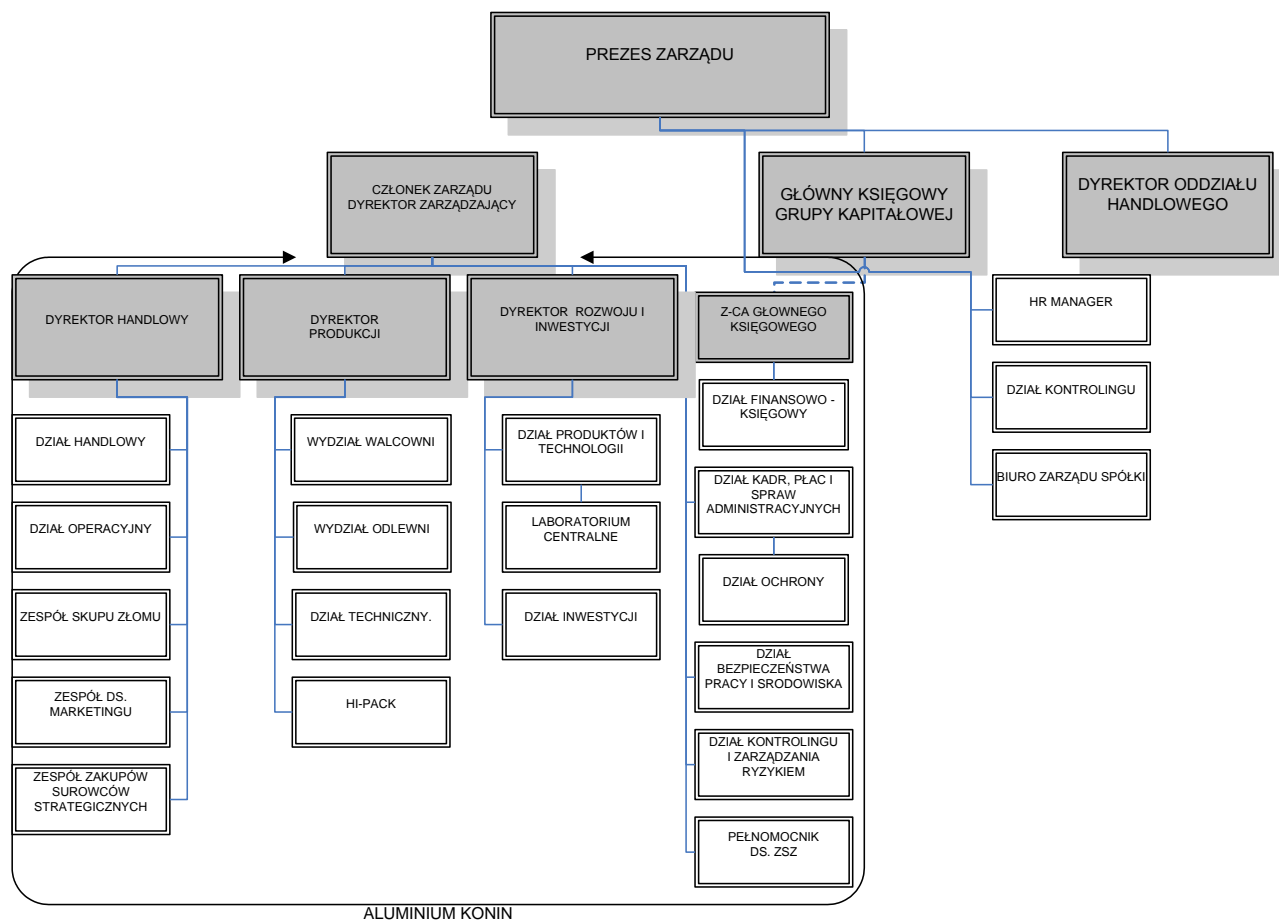 PREZES ZARZĄDU
CZŁONEK ZARZĄDU
DYREKTOR ZARZĄDZAJĄCY
GŁÓWNY KSIĘGOWY
GRUPY KAPITAŁOWEJ
DYREKTOR ODDZIAŁU
HANDLOWEGO
DYREKTOR HANDLOWY
DYREKTOR
PRODUKCJI
DYREKTOR ROZWOJU I
INWESTYCJI
Z-CA GŁOWNEGO
KSIĘGOWEGO
HR MANAGER
DZIAŁ KONTROLINGU
BIURO ZARZĄDU SPÓŁKI
DZIAŁ HANDLOWY
DZIAŁ OPERACYJNY
ZESPÓŁ SKUPU ZŁOMU
ZESPÓŁ DS.
MARKETINGU
ZESPÓŁ ZAKUPÓW
SUROWCÓW
STRATEGICZNYCH
WYDZIAŁ WALCOWNI
WYDZIAŁ ODLEWNI
DZIAŁ TECHNICZNY.
HI-PACK
DZIAŁ PRODUKTÓW I
TECHNOLOGII
LABORATORIUM
CENTRALNE
DZIAŁ INWESTYCJI
DZIAŁ FINANSOWO -
KSIĘGOWY
DZIAŁ KADR, PŁAC I
SPRAW
ADMINISTRACYJNYCH
DZIAŁ OCHRONY
DZIAŁ
BEZPIECZEŃSTWA
PRACY I SRODOWISKA
DZIAŁ KONTROLINGU
I ZARZĄDZANIA
RYZYKIEM
PEŁNOMOCNIK
DS. ZSZ
ALUMINIUM KONIN